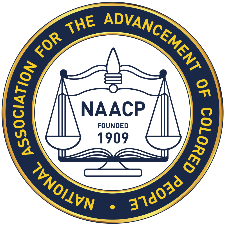 NATIONAL ASSOCIATION FOR THE ADVANCEMENT OF COLORED PEOPLE •
NAACP
FOUNDED
1909